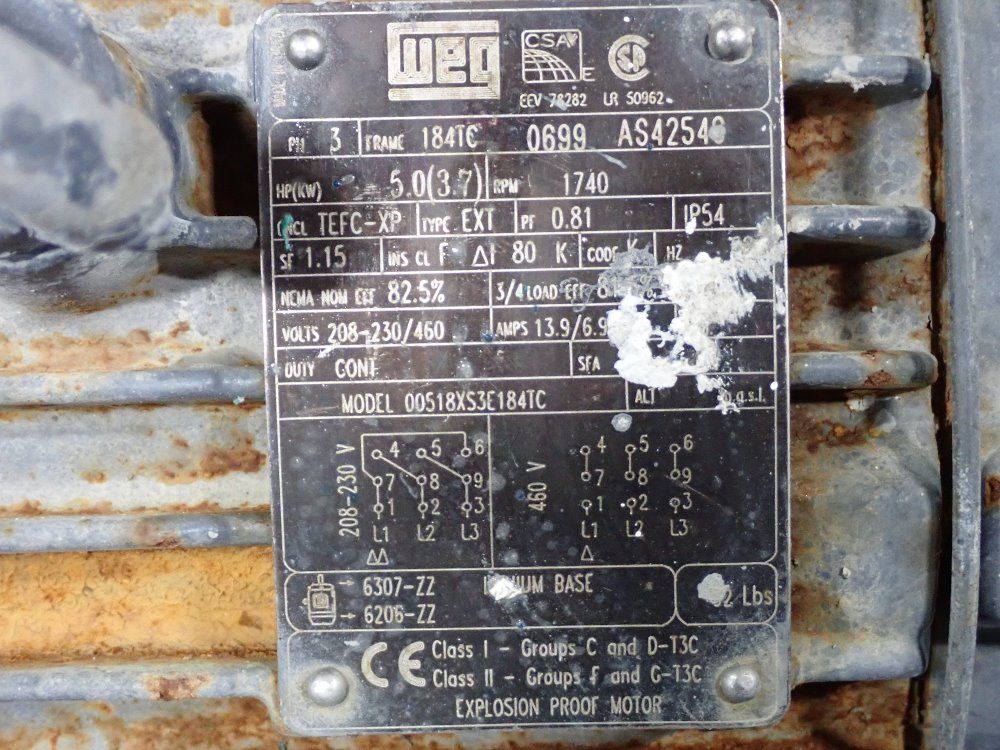 WEG CSA E
EEV 78282 LR 50962
PH 3 FRAME 184TC 0699 AS42546
HP(KW) 5.0(3.7) RPM 1740
ENCL TEFC-XP TYPE EXT PF 0.81 IP54
SF 1.15 INS CL F Δt 80 K CODE K HZ
NEMA NOM EFF 82.5% 3/4 LOAD EFF
VOLTS 208-230/460 AMPS 13.9/6.9
DUTY CONT SFA
MODEL 00518XS3E184TC ALT m.a.s.l.
208-230 V 4 5 6 460 V 4 5 6
7 8 9 7 8 9
1 2 3 1 2 3
L1 L2 L3 L1 L2 L3
ΔΔ Δ
6307-ZZ BASE Lbs
6206-ZZ
CE Class I - Groups C and D-T3C
Class II - Groups F and G-T3C
EXPLOSION PROOF MOTOR